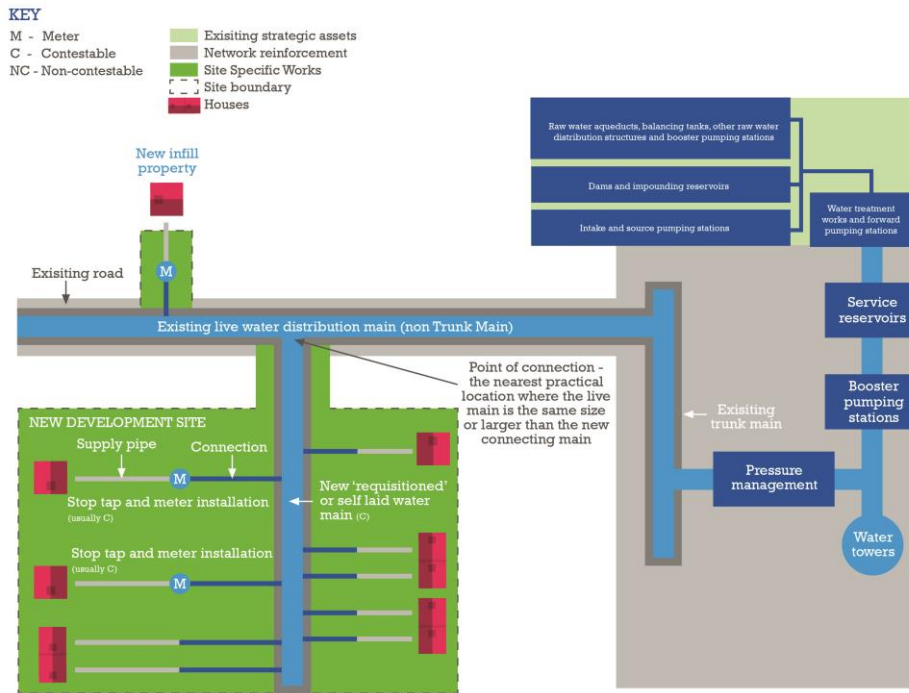 KEY
M - Meter
C - Contestable
NC - Non-contestable
Exisiting strategic assets
Network reinforcement
Site Specific Works
Site boundary
Houses
New infill
property
M
Exisiting road
Existing live water distribution main (non Trunk Main)
Raw water aqueducts, balancing tanks, other raw water
distribution structures and booster pumping stations
Dams and impounding reservoirs
Intake and source pumping stations
Water treatment
works and forward
pumping stations
Service
reservoirs
Booster
pumping
stations
Pressure
management
Water
towers
Exisiting
trunk main
Point of connection -
the nearest practical
location where the live
main is the same size
or larger than the new
connecting main
NEW DEVELOPMENT SITE
Supply pipe
Connection
M
Stop tap and meter installation
(usually C)
New ‘requisitioned’
or self laid water
main (C)
Stop tap and meter installation
(usually C)
M